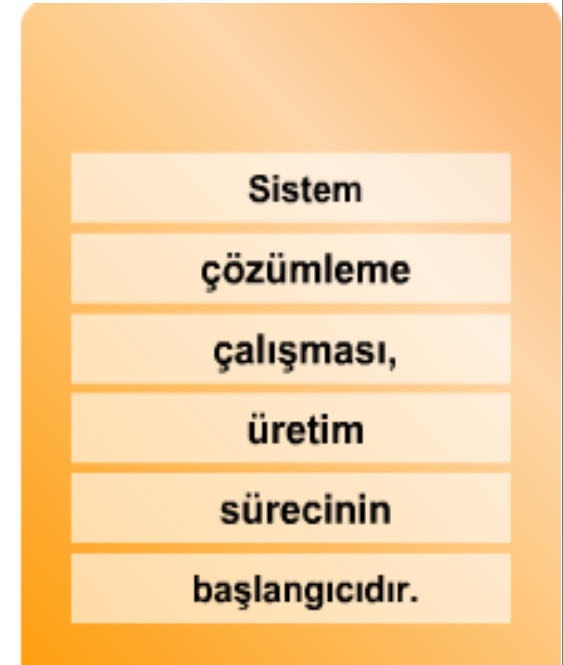 Sistem
çözümleme
çalışması,
üretim
sürecinin
başlangıcıdır.